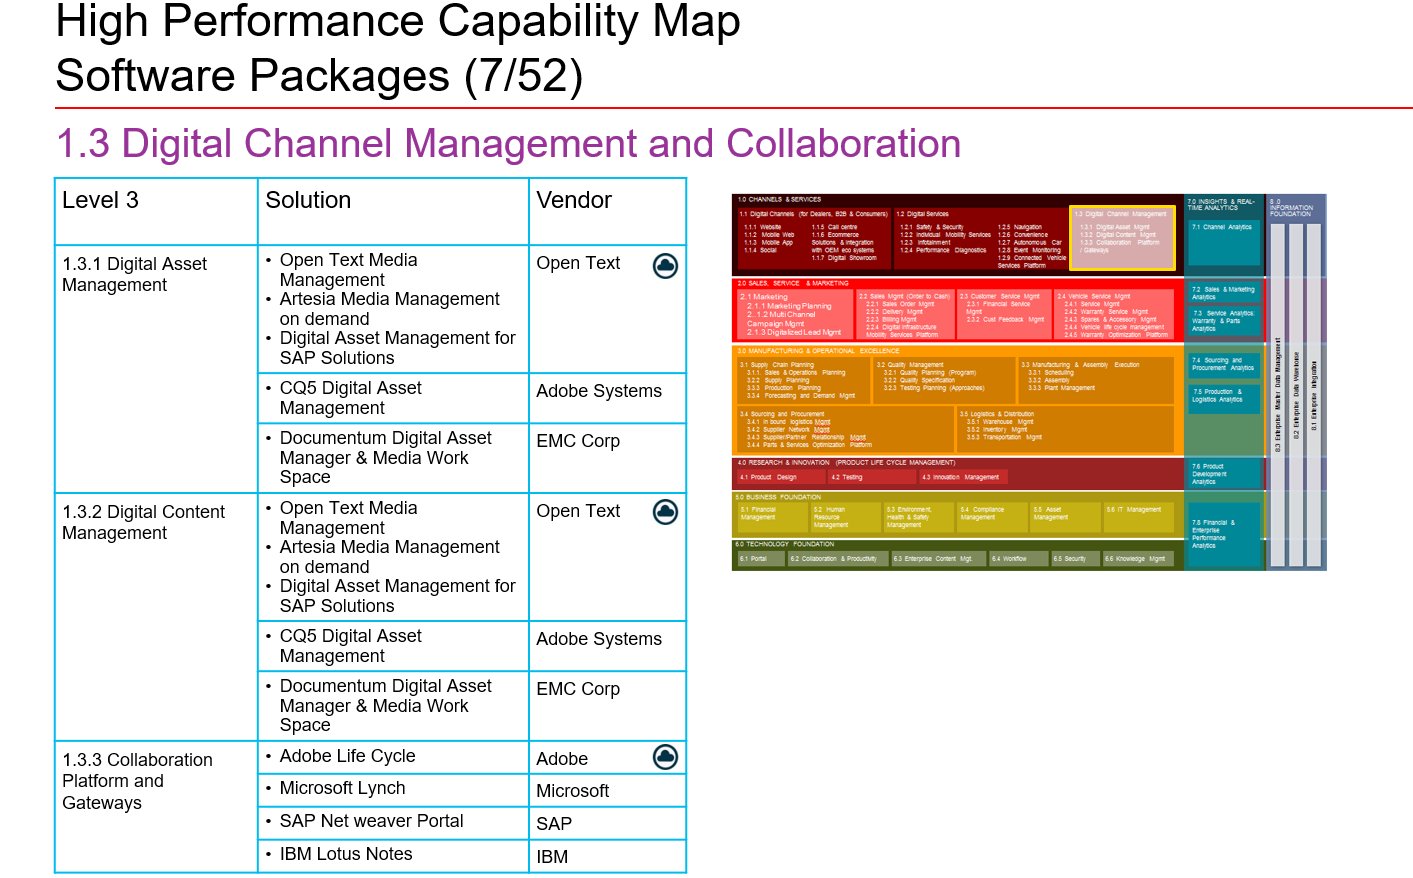 High Performance Capability Map
Software Packages (7/52)
1.3 Digital Channel Management and Collaboration
Level 3
Solution
Vendor
1.3.1 Digital Asset
Management
• Open Text Media
Management
• Artesia Media Management
on demand
• Digital Asset Management for
SAP Solutions
Open Text
• CQ5 Digital Asset
Management
Adobe Systems
• Documentum Digital Asset
Manager & Media Work
Space
EMC Corp
1.3.2 Digital Content
Management
• Open Text Media
Management
• Artesia Media Management
on demand
• Digital Asset Management for
SAP Solutions
Open Text
• CQ5 Digital Asset
Management
Adobe Systems
• Documentum Digital Asset
Manager & Media Work
Space
EMC Corp
1.3.3 Collaboration
Platform and
Gateways
• Adobe Life Cycle
Adobe
• Microsoft Lynch
Microsoft
• SAP Net weaver Portal
SAP
• IBM Lotus Notes
IBM
1.0 CHANNELS & SERVICES
1.1 Digital Channels (for Dealers, B2B & Consumers)
1.1.1 Website
1.1.2 Mobile Web
1.1.3 Mobile App
1.1.4 Social
1.1.5 Call centre
1.1.6 Ecommerce
Solutions & integration
with OEM eco systems
1.1.7 Digital Showroom
1.2 Digital Services
1.2.1 Safety & Security
1.2.2 Individual Mobility Services
1.2.3 Infotainment
1.2.4 Performance Diagnostics
1.2.5 Navigation
1.2.6 Convenience
1.2.7 Autonomous Car
1.2.8 Event Monitoring
1.2.9 Connected Vehicle
Services Platform
1.3 Digital Channel Management
1.3.1 Digital Asset Mgmt
1.3.2 Digital Content Mgmt
1.3.3 Collaboration Platform
/ Gateways
2.0 SALES, SERVICE & MARKETING
2.1 Marketing
2.1.1 Marketing Planning
2..1.2 Multi Channel
Campaign Mgmt
2.1.3 Digitalized Lead Mgmt
2.2 Sales Mgmt (Order to Cash)
2.2.1 Sales Order Mgmt
2.2.2 Delivery Mgmt
2.2.3 Billing Mgmt
2.2.4 Digital Infrastructure
Mobility Services Platform
2.3 Customer Service Mgmt
2.3.1 Financial Service
Mgmt
2.3.2 Cust Feedback Mgmt
2.4 Vehicle Service Mgmt
2.4.1 Service Mgmt
2.4.2 Warranty Service Mgmt
2.4.3 Spares & Accessory Mgmt
2.4.4 Vehicle life cycle management
2.4.5 Warranty Optimization Platform
3.0 MANUFACTURING & OPERATIONAL EXCELLENCE
3.1 Supply Chain Planning
3.1.1 Sales & Operations Planning
3.2.2 Supply Planning
3.3.3 Production Planning
3.3.4 Forecasting and Demand Mgmt
3.2 Quality Management
3.2.1 Quality Planning (Program)
3.2.2 Quality Specification
3.2.3 Testing Planning (Approaches)
3.3 Manufacturing & Assembly Execution
3.3.1 Scheduling
3.3.2 Assembly
3.3.3 Plant Management
3.4 Sourcing and Procurement
3.4.1 In bound logistics Mgmt
3.4.2 Supplier Network Mgmt
3.4.3 Supplier/Partner Relationship Mgmt
3.4.4 Parts & Services Optimization Platform
3.5 Logistics & Distribution
3.5.1 Warehouse Mgmt
3.5.2 Inventory Mgmt
3.5.3 Transportation Mgmt
4.0 RESEARCH & INNOVATION (PRODUCT LIFE CYCLE MANAGEMENT)
4.1 Product Design
4.2 Testing
4.3 Innovation Management
5.0 BUSINESS FOUNDATION
5.1 Financial
Management
5.2 Human
Resource
Management
5.3 Environment,
Health & Safety
Management
5.4 Compliance
Management
5.5 Asset
Management
5.6 IT Management
6.0 TECHNOLOGY FOUNDATION
6.1 Portal
6.2 Collaboration & Productivity
6.3 Enterprise Content Mgt.
6.4 Workflow
6.5 Security
6.6 Knowledge Mgmt
7.0 INSIGHTS & REAL-
TIME ANALYTICS
7.1 Channel Analytics
7.2 Sales & Marketing
Analytics
7.3 Service Analytics:
Warranty & Parts
Analytics
7.4 Sourcing and
Procurement Analytics
7.5 Production &
Logistics Analytics
7.6 Product
Development
Analytics
7.8 Financial &
Enterprise
Performance
Analytics
8.0
INFORMATION
FOUNDATION
8.3 Enterprise Master Data Management
8.2 Enterprise Data Warehouse
8.1 Enterprise Integration